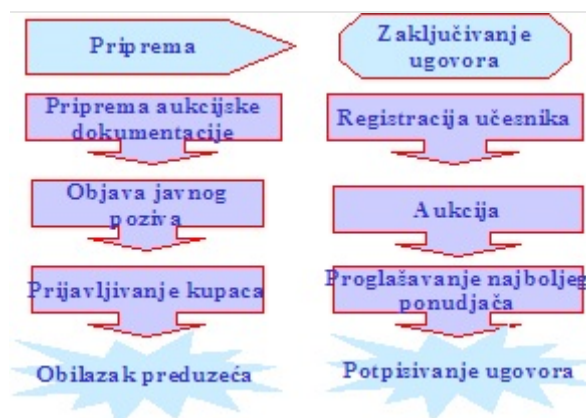 Priprema
Priprema aukcijske
dokumentacije
Objava javnog
poziva
Prijavljivanje kupaca
Obilazak preduzeća
Zaključivanje
ugovora
Registracija učesnika
Aukcija
Proglašavanje najboljeg
ponudjača
Potpisivanje ugovora